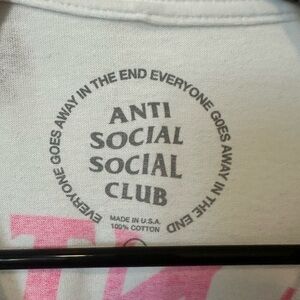 EVERYONE GOES AWAY IN THE END EVERYONE GOES AWAY IN THE END
ANTI
SOCIAL
SOCIAL
CLUB
MADE IN U.S.A.
100% COTTON